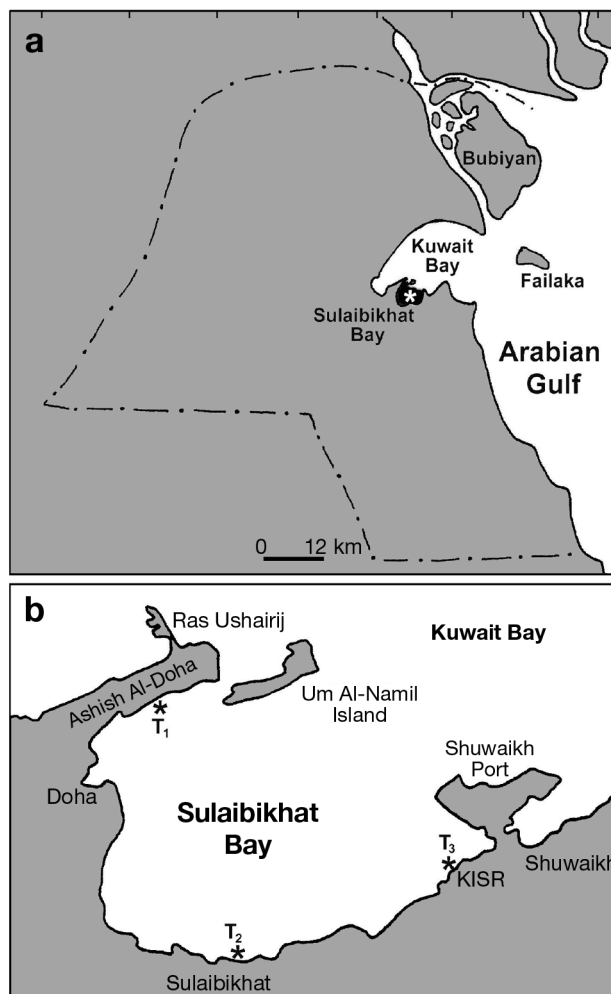 a
Bubiyan
Kuwait
Bay
Failaka
*
Sulaibikhat
Bay
Arabian
Gulf
0 12 km
b
Ras Ushairij
Kuwait Bay
Ashish Al-Doha
Um Al-Namil
Island
*
T1
Shuwaikh
Port
Doha
Sulaibikhat
Bay
T3
*
Shuwaikh
KISR
T2
*
Sulaibikhat